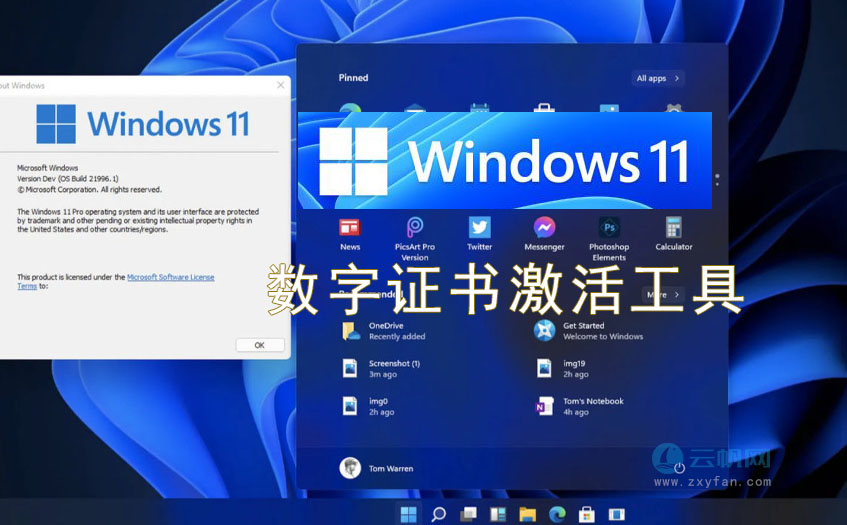 out Windows
Windows 11
Microsoft Windows
Version Dev (OS Build 21996.1)
© Microsoft Corporation. All rights reserved.
The Windows 11 Pro operating system and its user interface are protected
by trademark and other pending or existing intellectual property rights in
the United States and other countries/regions.
This product is licensed under the Microsoft Software License
Terms to:
OK
Pinned
All apps
Windows 11
News
PicsArt Pro
Version
Twitter
Messenger
Photoshop
Elements
Calculator
Ps
数字证书激活工具
More
OneDrive
Recently added
Get Started
Welcome to Windows
Screenshot (1)
3m ago
img19
2h ago
img0
2h ago
Tom's Notebook
4h ago
N
Tom Warren
云帆网
www.zxyfan.com